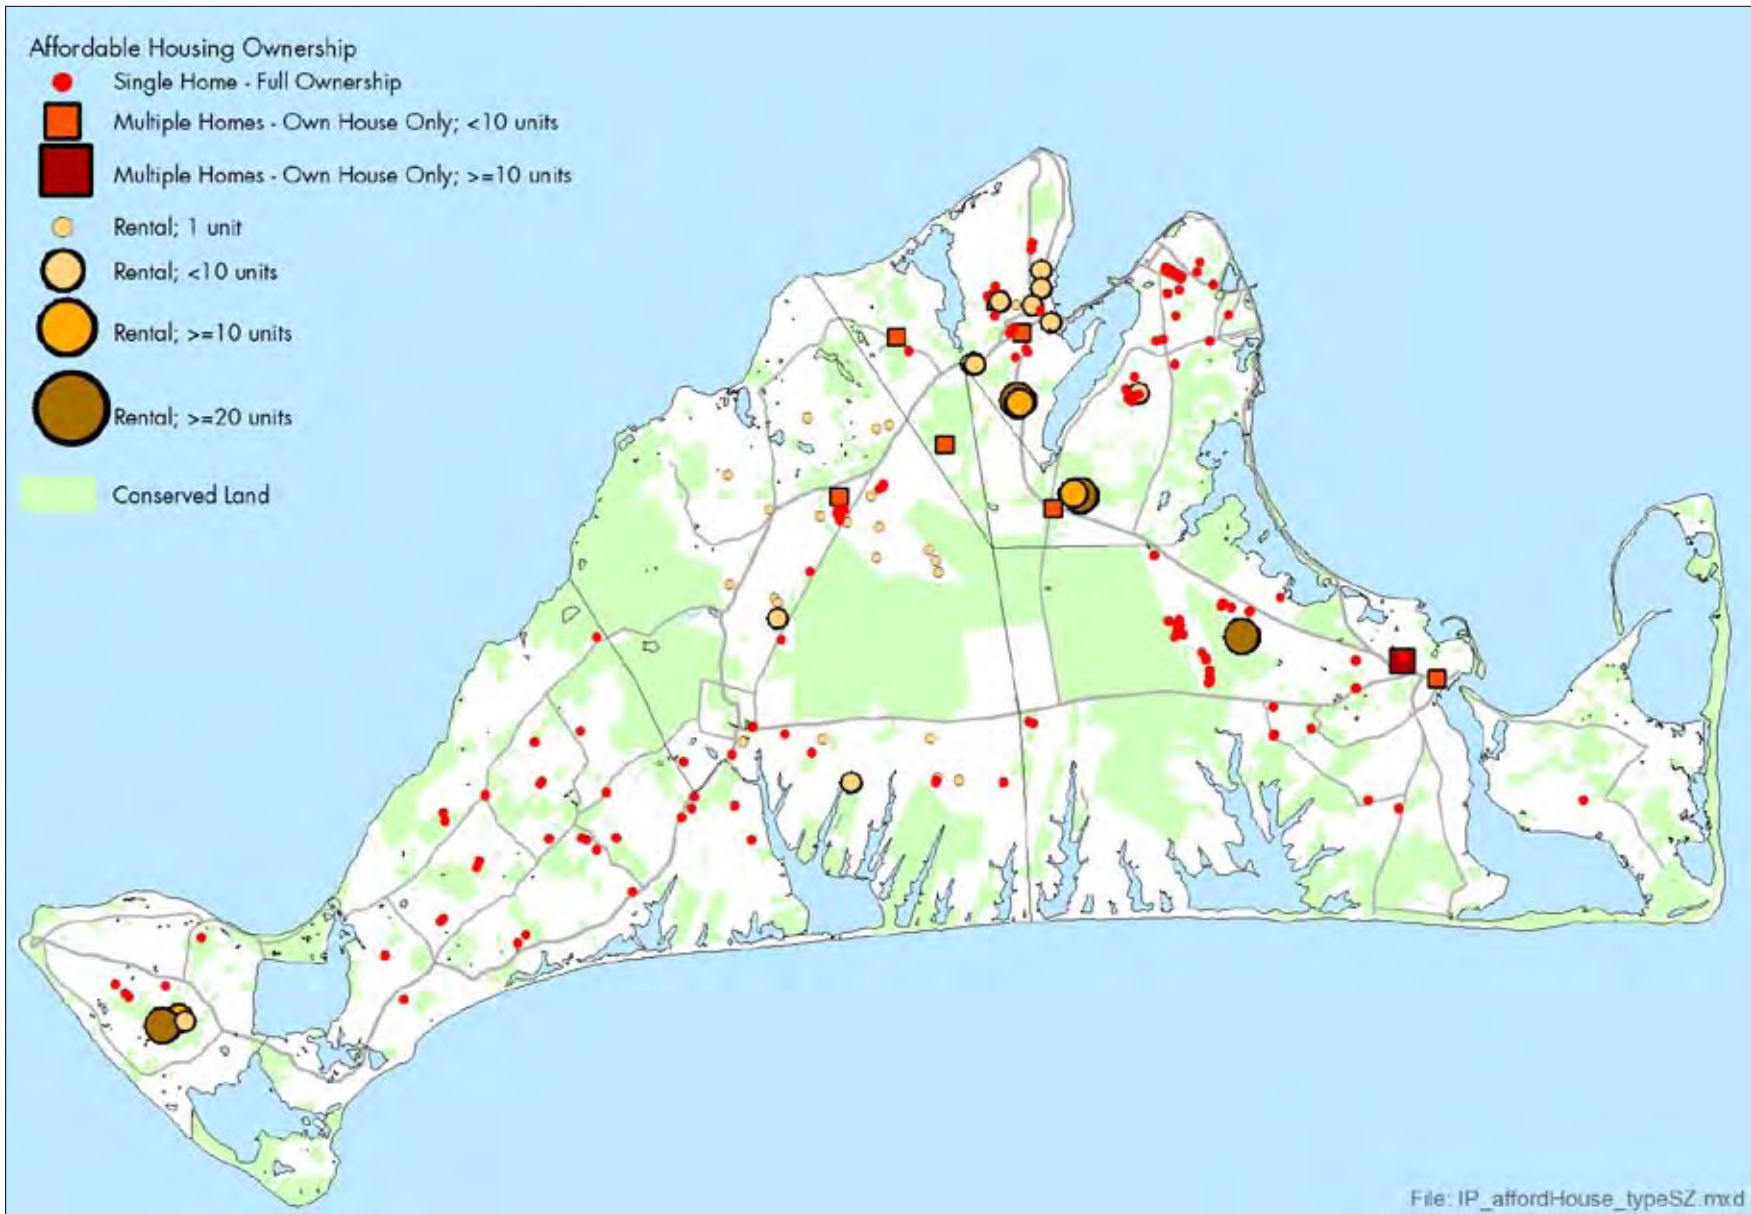 Affordable Housing Ownership
Single Home - Full Ownership
Multiple Homes - Own House Only; <10 units
Multiple Homes - Own House Only; >=10 units
Rental; 1 unit
Rental; <10 units
Rental; >=10 units
Rental; >=20 units
Conserved Land
File: IP_affordHouse_typeSZ.mxd